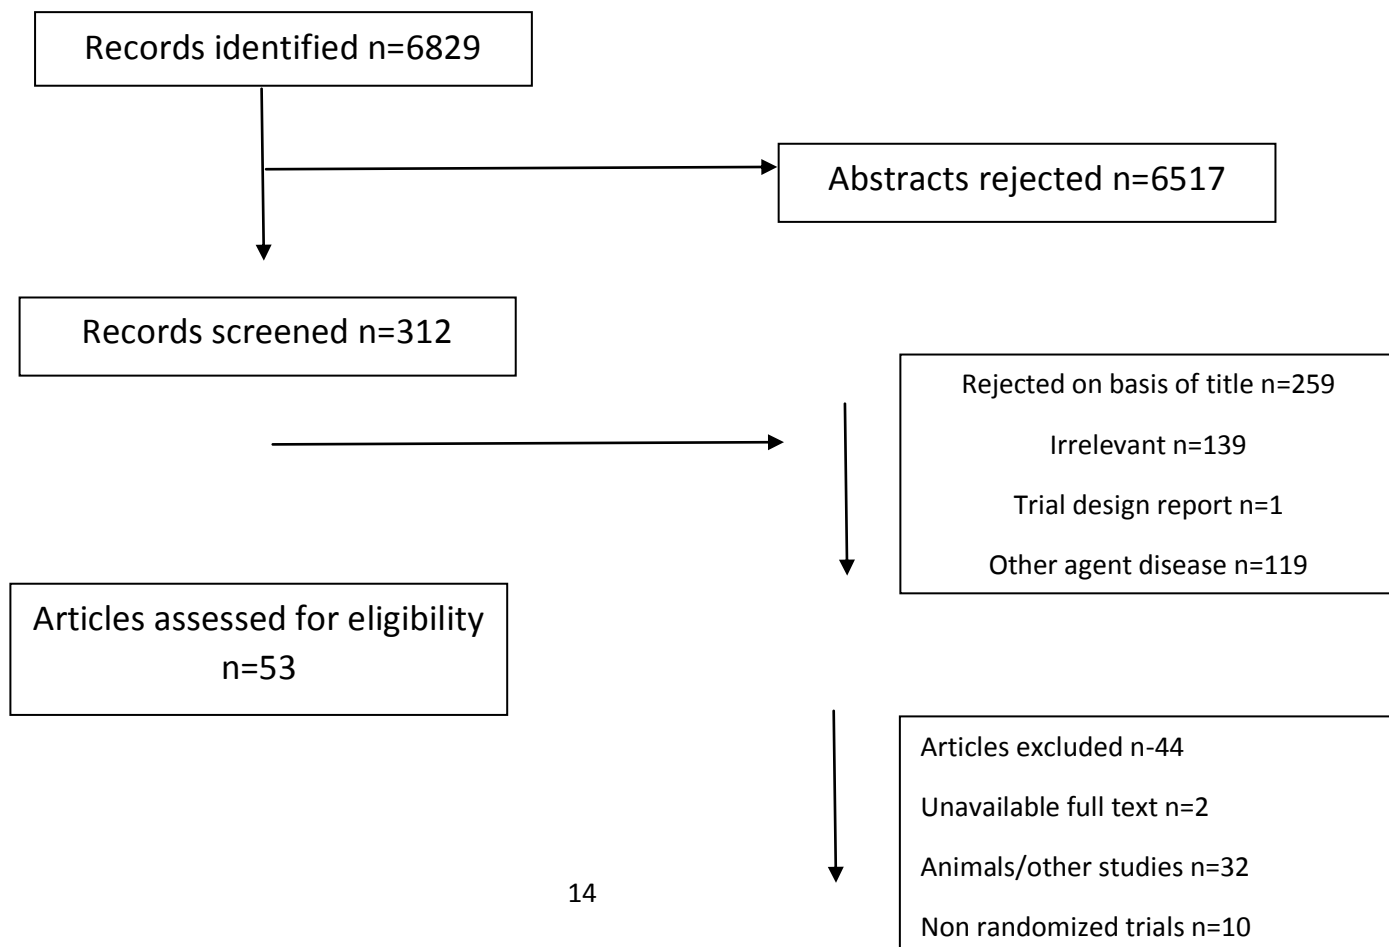 Records identified n=6829
Abstracts rejected n=6517
Records screened n=312
Rejected on basis of title n=259
Irrelevant n=139
Trial design report n=1
Other agent disease n=119
Articles assessed for eligibility
n=53
Articles excluded n-44
Unavailable full text n=2
Animals/other studies n=32
Non randomized trials n=10
14